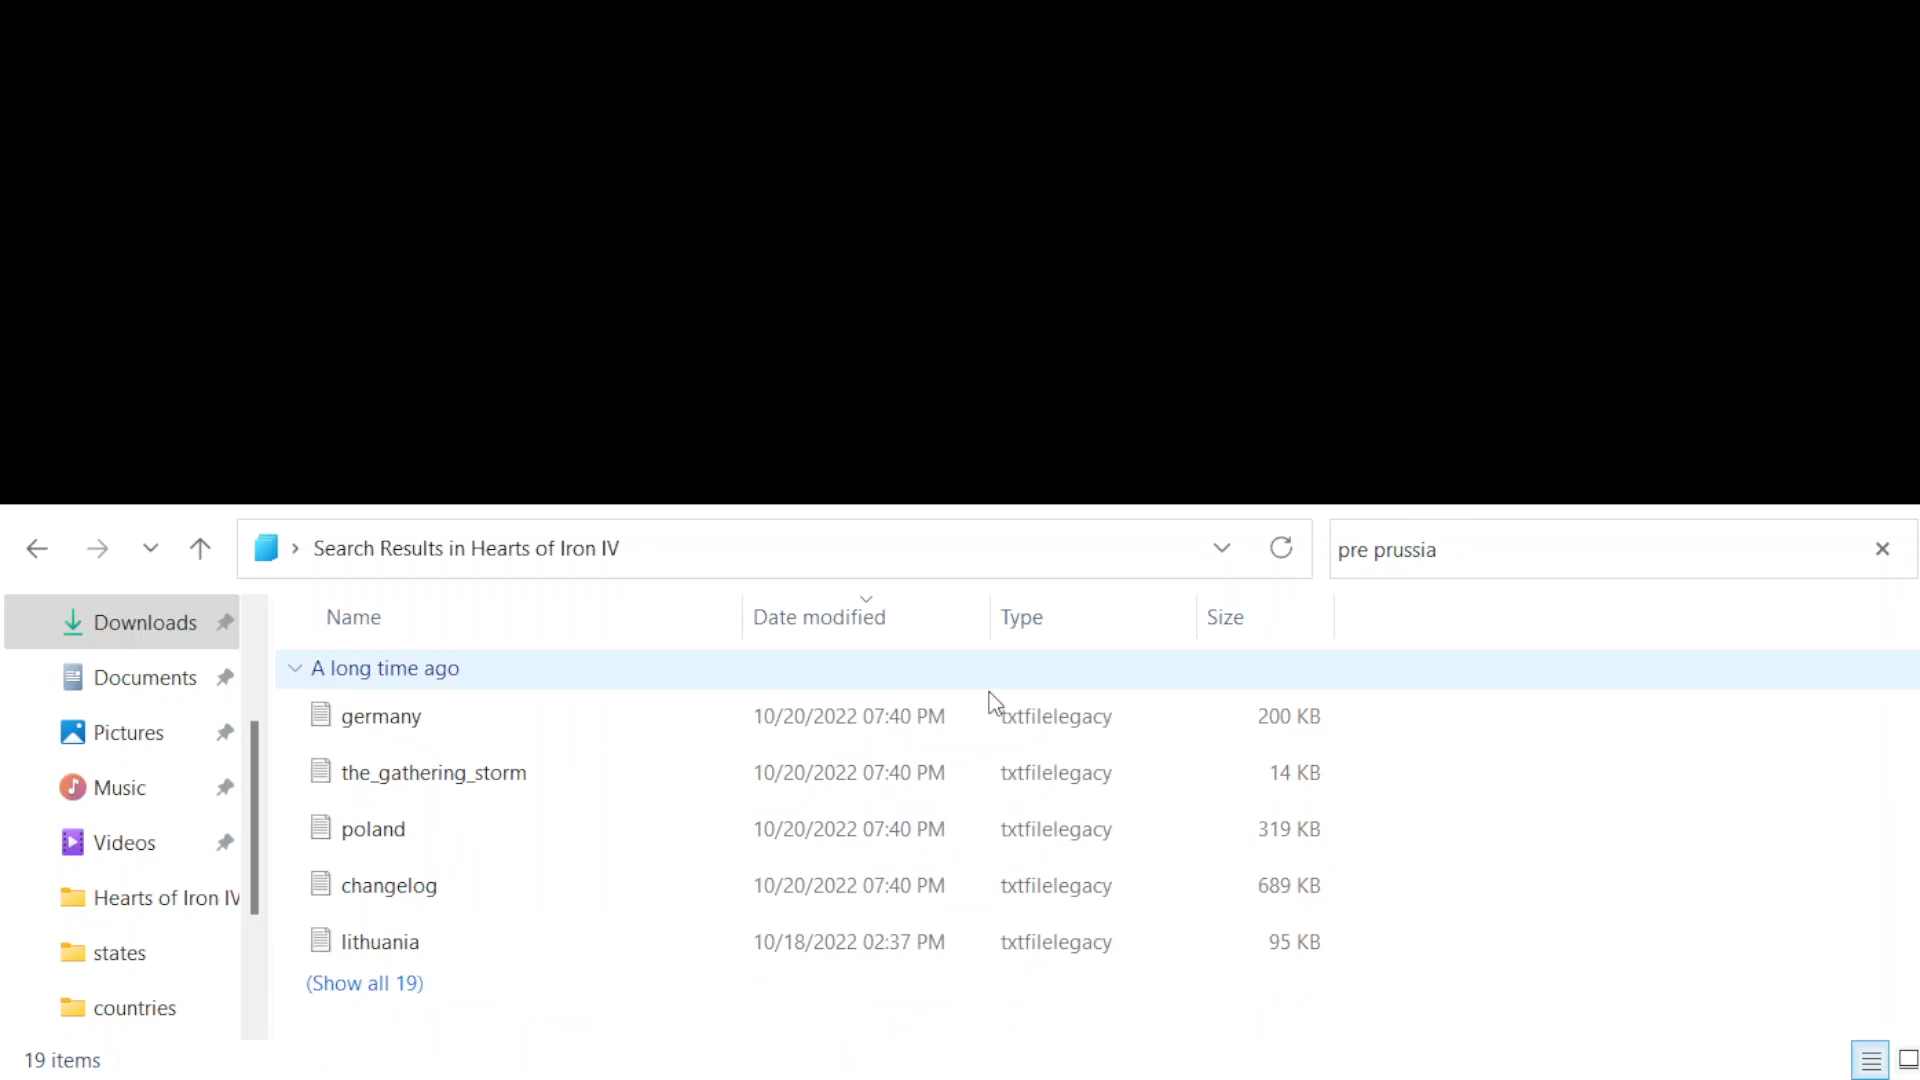 Search Results in Hearts of Iron IV
pre prussia
Downloads
Documents
Pictures
Music
Videos
Hearts of Iron IV
states
countries
Name Date modified Type Size
A long time ago
germany 10/20/2022 07:40 PM txtfilelegacy 200 KB
the_gathering_storm 10/20/2022 07:40 PM txtfilelegacy 14 KB
poland 10/20/2022 07:40 PM txtfilelegacy 319 KB
changelog 10/20/2022 07:40 PM txtfilelegacy 689 KB
lithuania 10/18/2022 02:37 PM txtfilelegacy 95 KB
(Show all 19)
19 items